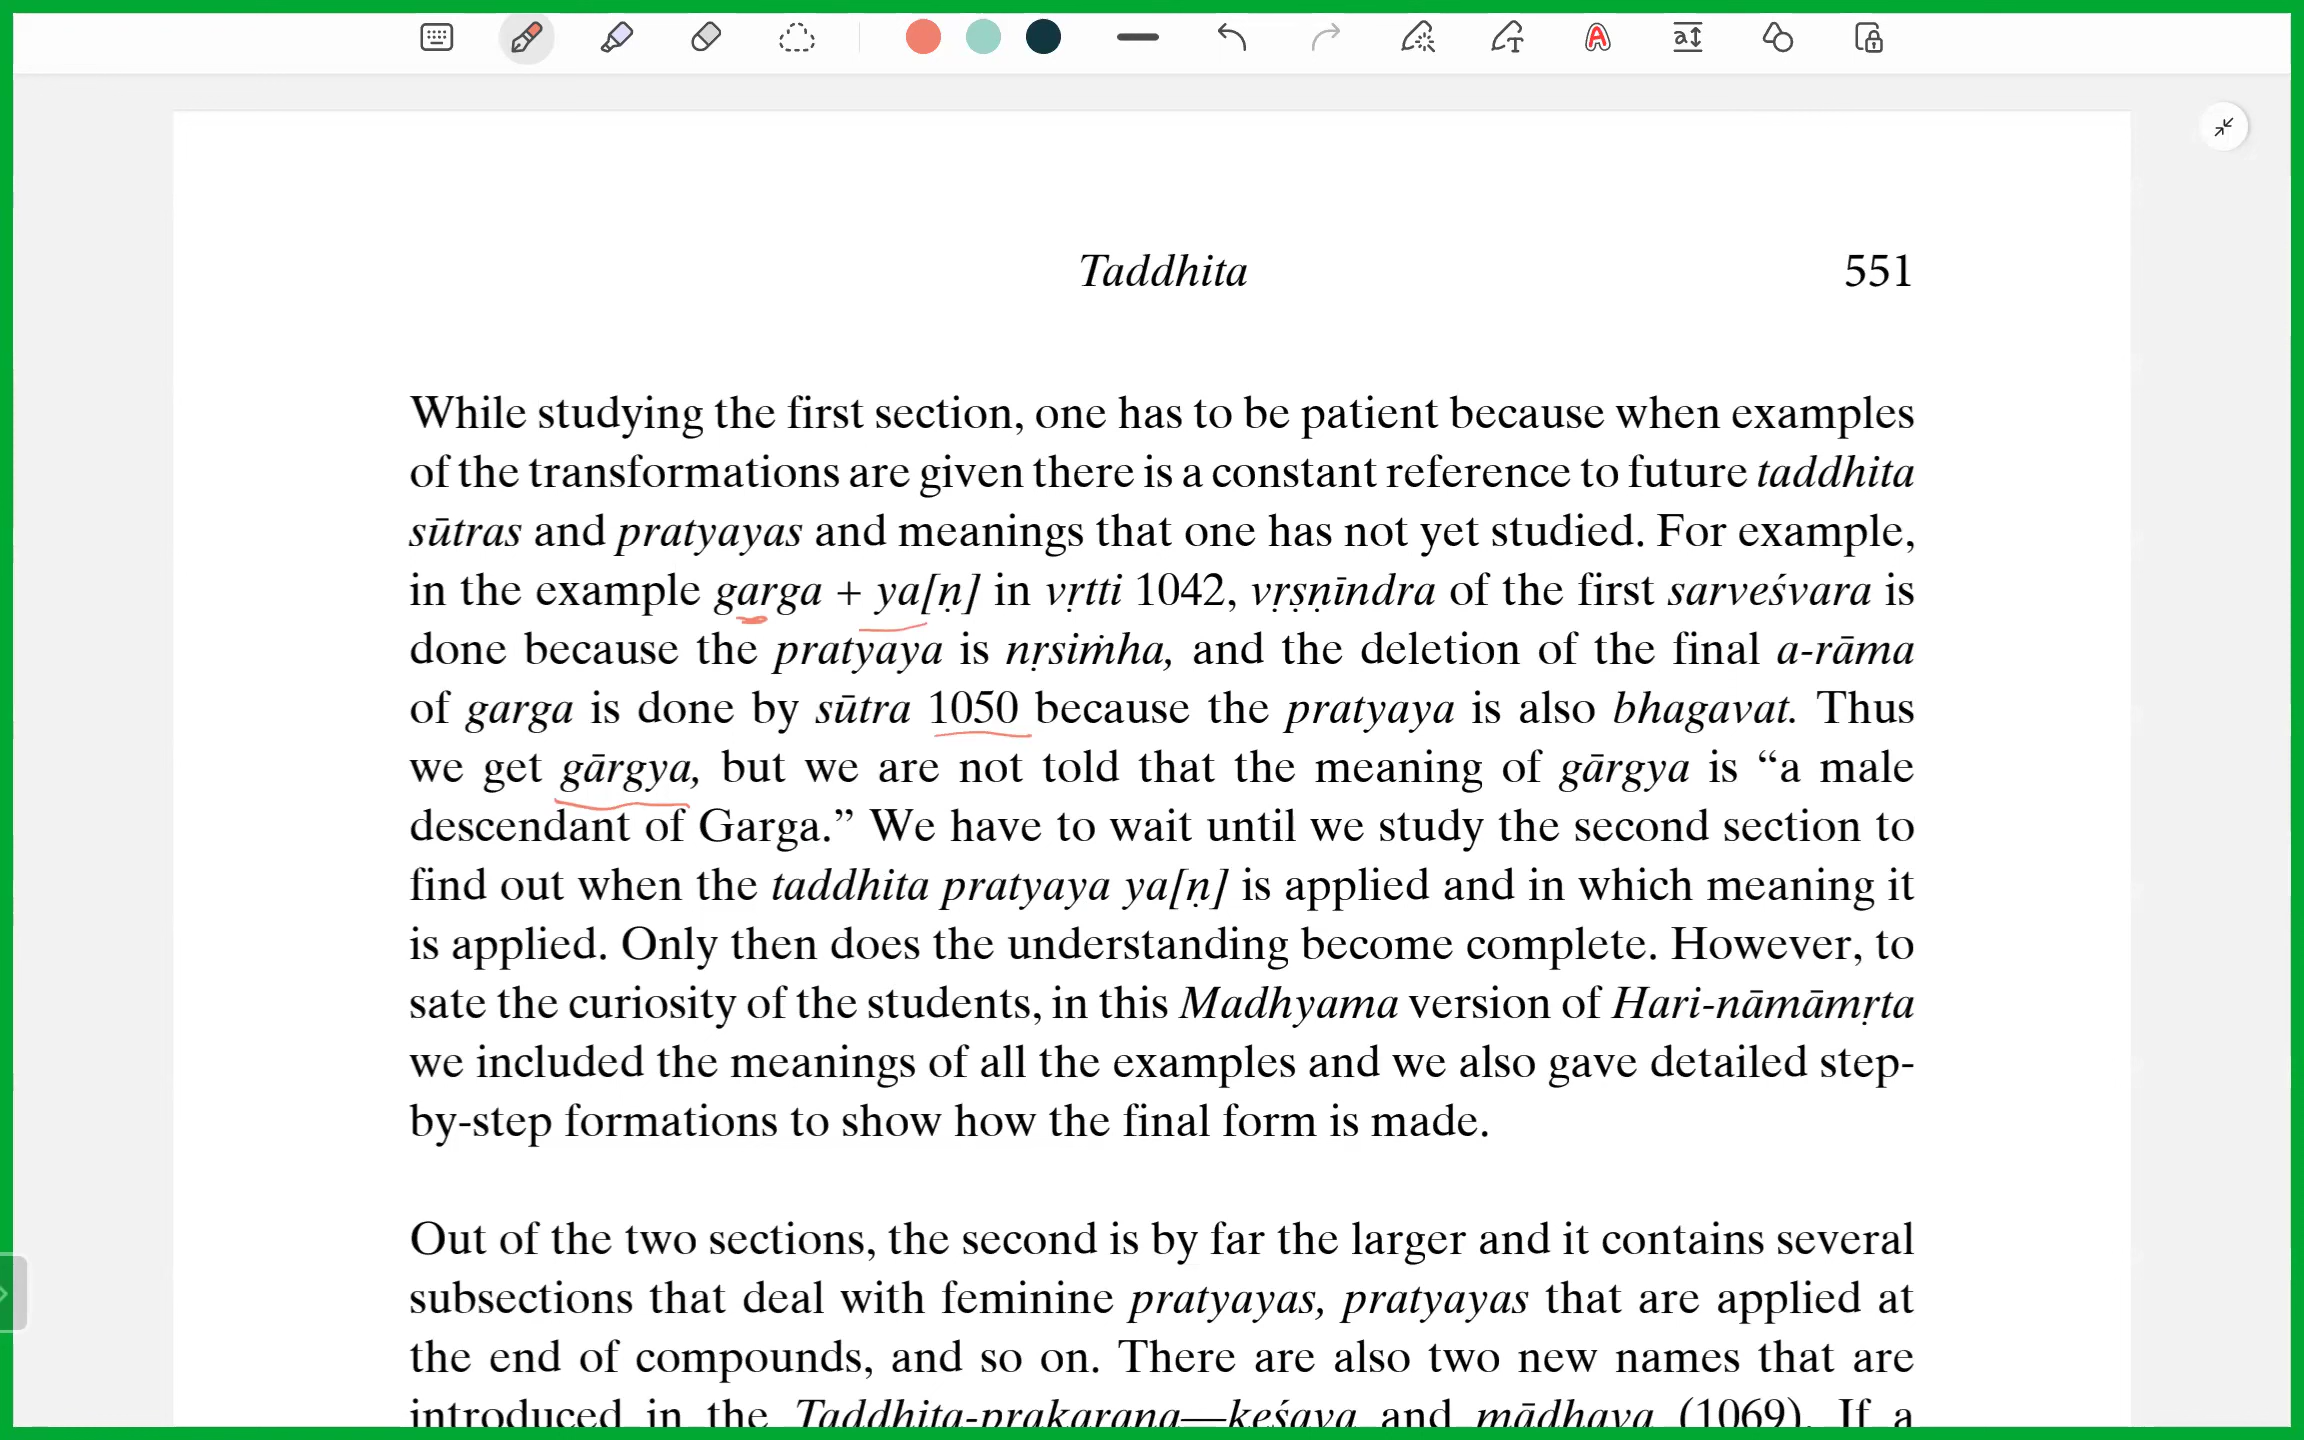 Taddhita 551
While studying the first section, one has to be patient because when examples
of the transformations are given there is a constant reference to future taddhita
sūtras and pratyayas and meanings that one has not yet studied. For example,
in the example garga + ya[ṇ] in vṛtti 1042, vṛṣṇīndra of the first sarveśvara is
done because the pratyaya is nṛsiṁha, and the deletion of the final a-rāma
of garga is done by sūtra 1050 because the pratyaya is also bhagavat. Thus
we get gārgya, but we are not told that the meaning of gārgya is “a male
descendant of Garga.” We have to wait until we study the second section to
find out when the taddhita pratyaya ya[ṇ] is applied and in which meaning it
is applied. Only then does the understanding become complete. However, to
sate the curiosity of the students, in this Madhyama version of Hari-nāmāmṛta
we included the meanings of all the examples and we also gave detailed step-
by-step formations to show how the final form is made.
Out of the two sections, the second is by far the larger and it contains several
subsections that deal with feminine pratyayas, pratyayas that are applied at
the end of compounds, and so on. There are also two new names that are
introduced in the Taddhita-prakaraṇa—keśava and mādhava (1069). If a